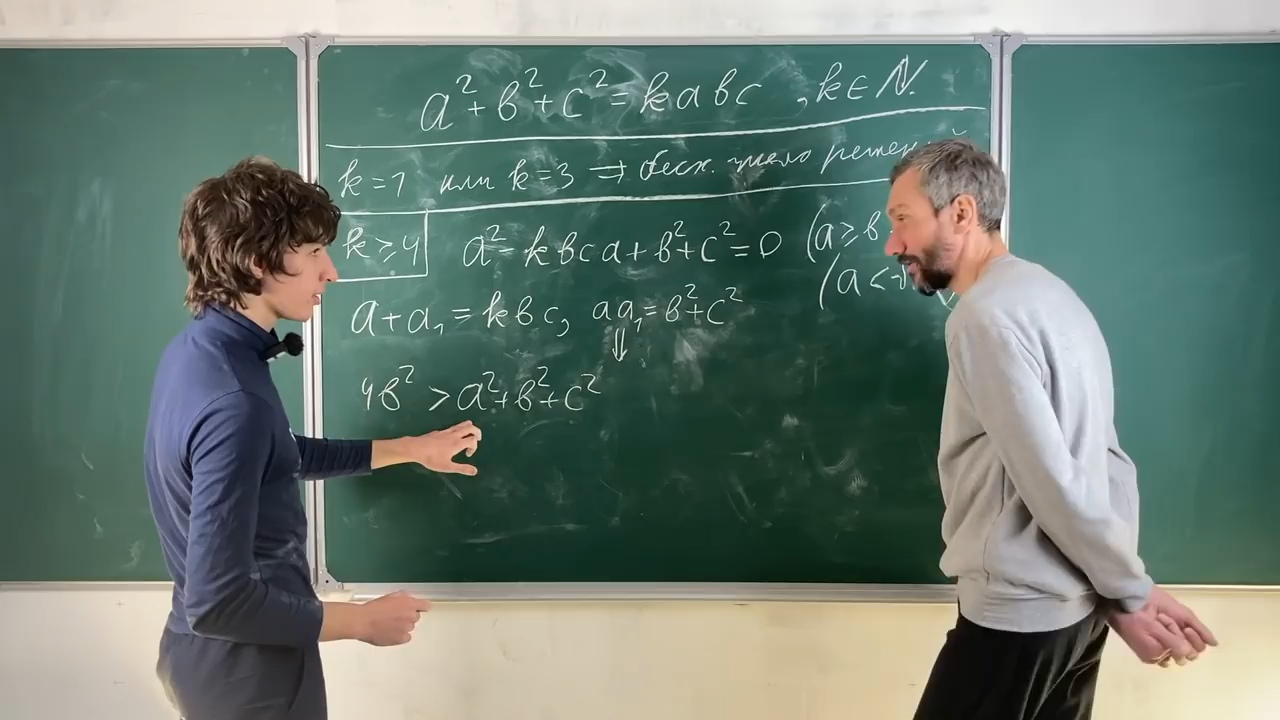 a²+b²+c²=kabc, k∈N.
k=1 или k=3 ⇒ беск. число решений
k≥4 a²-kbca+b²+c²=0 (a≥b
a+a₁=kbc, aa₁=b²+c² (a<
⇓
4b²>a²+b²+c²